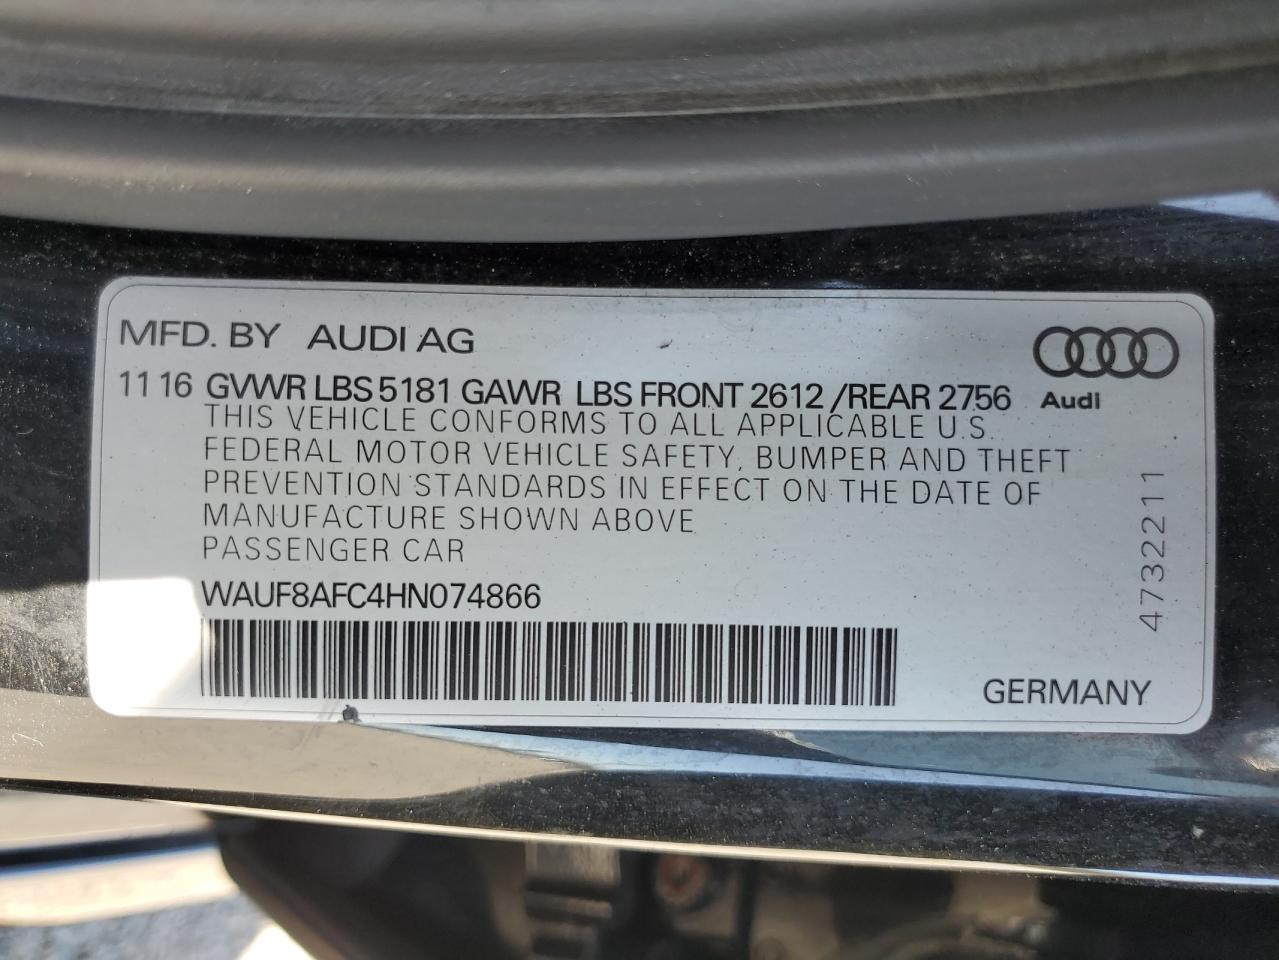 MFD. BY AUDI AG
11 16 GVWR LBS 5181 GAWR LBS FRONT 2612 /REAR 2756
Audi
THIS VEHICLE CONFORMS TO ALL APPLICABLE U.S.
FEDERAL MOTOR VEHICLE SAFETY, BUMPER AND THEFT
PREVENTION STANDARDS IN EFFECT ON THE DATE OF
MANUFACTURE SHOWN ABOVE
PASSENGER CAR
WAUF8AFC4HN074866
GERMANY
47322211